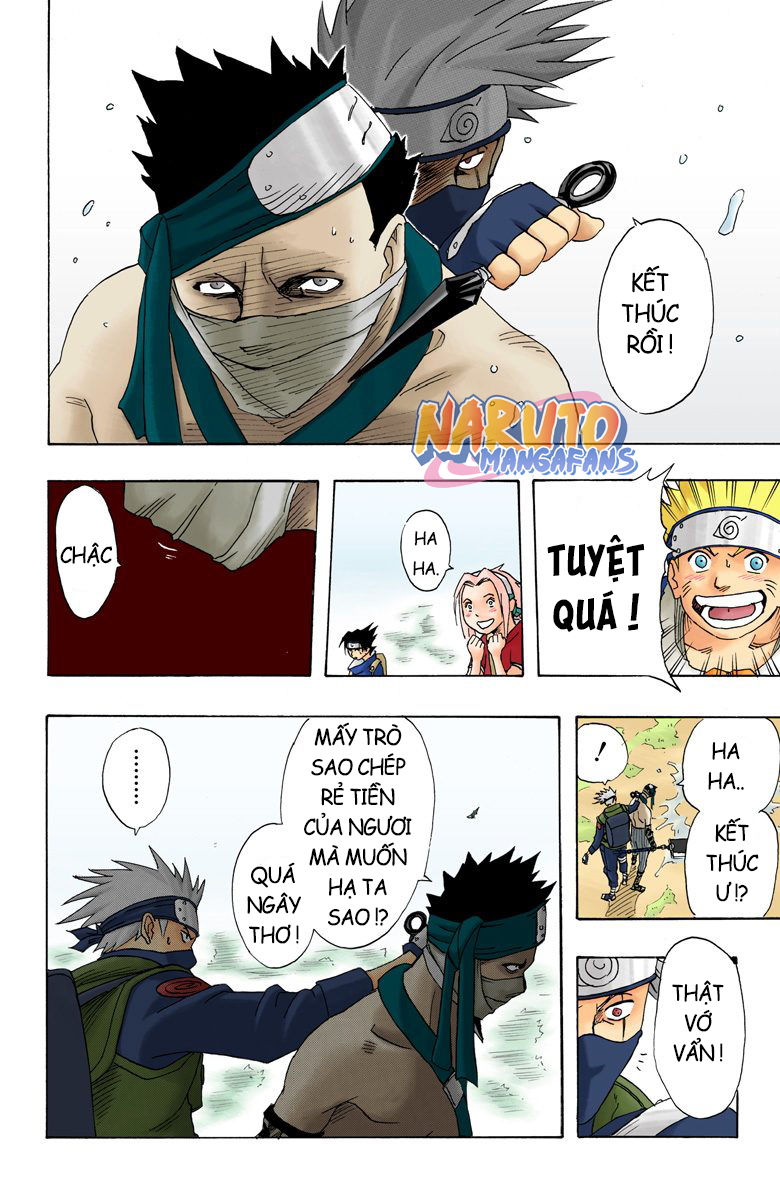 KẾT
THÚC
RỒI !
NARUTO
MANGAFANS
TUYỆT
QUÁ !
HA
HA.
CHẬC
HA
HA..
KẾT
THÚC
Ư !?
!
THẬT
VỚ
VẨN !
MẤY TRÒ
SAO CHÉP
RẺ TIỀN
CỦA NGƯƠI
MÀ MUỐN
HẠ TA
SAO !?
QUÁ
NGÂY
THƠ !
.........